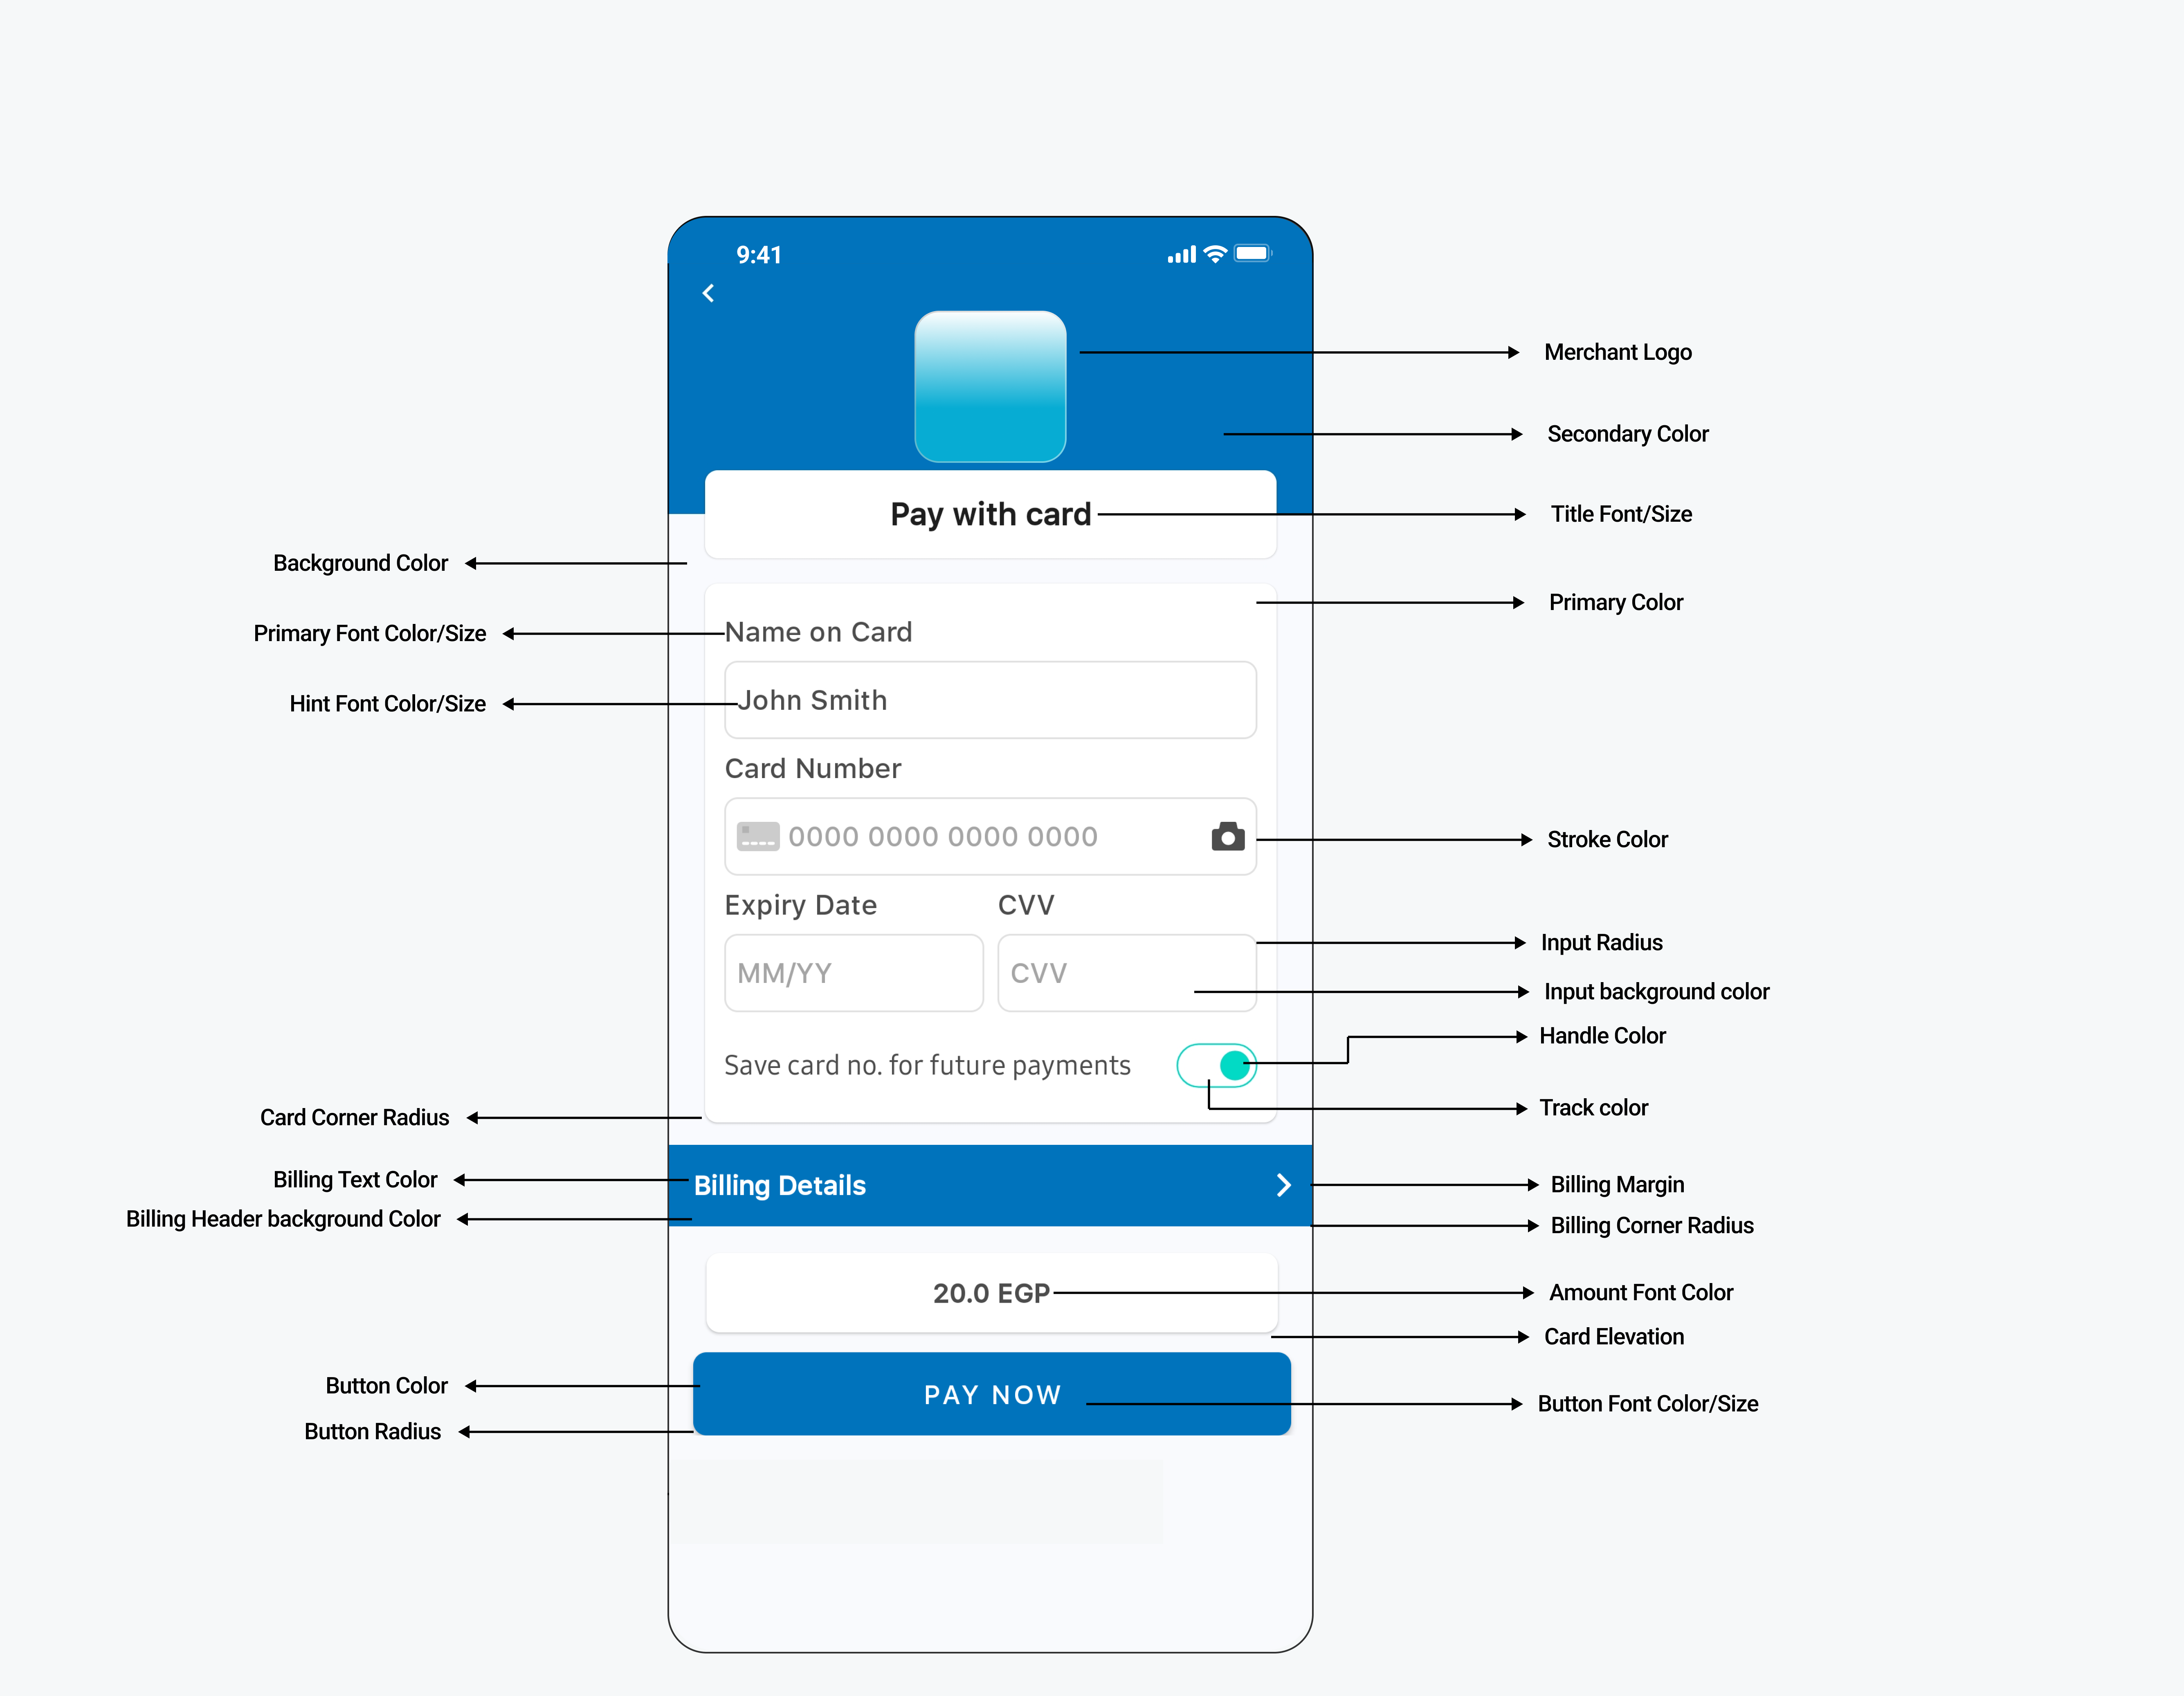 9:41
Merchant Logo
Secondary Color
Pay with card
Title Font/Size
Background Color
Primary Color
Primary Font Color/Size
Name on Card
Hint Font Color/Size
John Smith
Card Number
0000 0000 0000 0000
Stroke Color
Expiry Date
CVV
Input Radius
MM/YY
CVV
Input background color
Handle Color
Save card no. for future payments
Track color
Card Corner Radius
Billing Text Color
Billing Details
Billing Margin
Billing Header background Color
Billing Corner Radius
20.0 EGP
Amount Font Color
Card Elevation
Button Color
PAY NOW
Button Font Color/Size
Button Radius